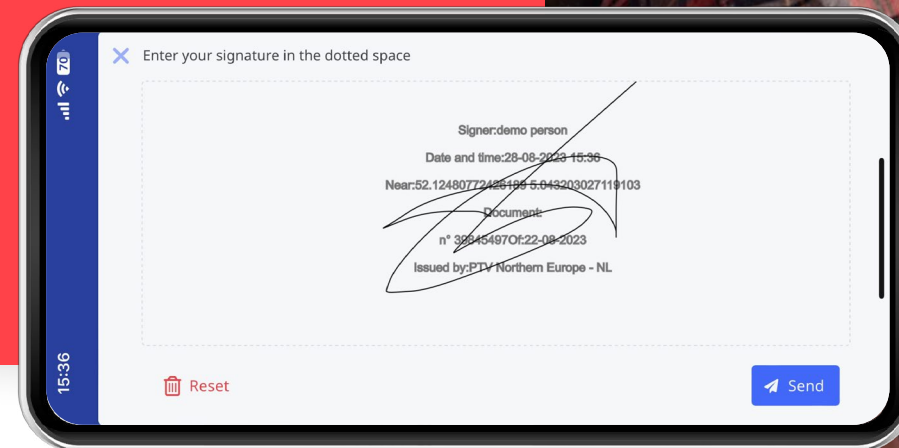 70
15:36
Enter your signature in the dotted space
Signer:demo person
Date and time:28-08-2023 15:36
Near:52.12480772426189 5.043203027119103
Document:
n° 39845497Of:22-08-2023
Issued by:PTV Northern Europe - NL
Reset
Send